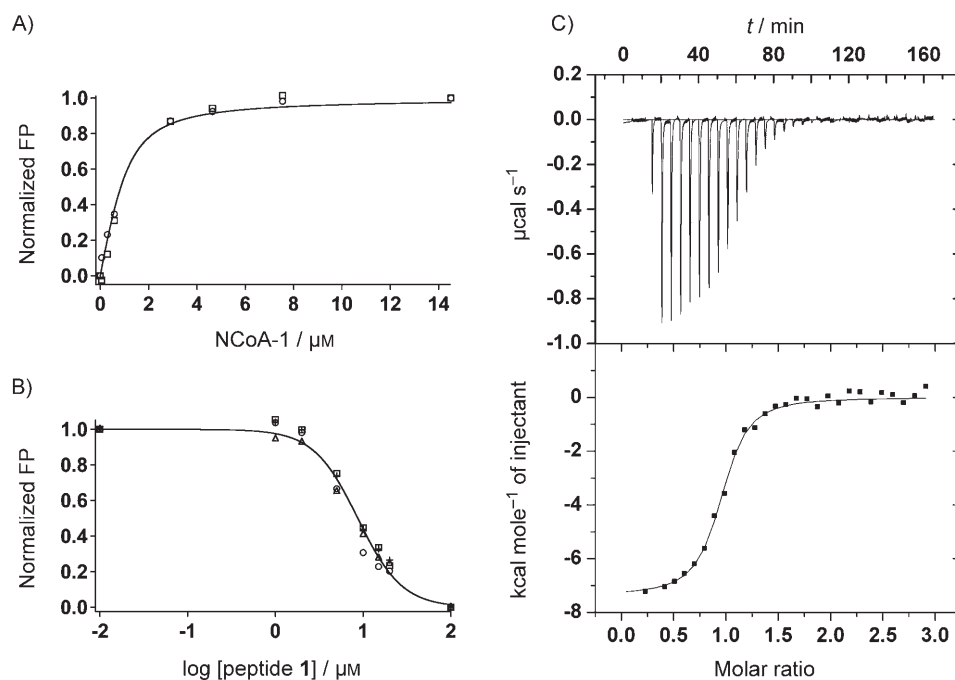 A)
Normalized FP
1.0
0.8
0.6
0.4
0.2
0.0
0 2 4 6 8 10 12 14
NCoA-1 / μM
B)
Normalized FP
1.0
0.8
0.6
0.4
0.2
0.0
-2 -1 0 1 2
log [peptide 1] / μM
C)
t / min
0 40 80 120 160
μcal s⁻¹
0.2
0.0
-0.2
-0.4
-0.6
-0.8
-1.0
kcal mole⁻¹ of injectant
0
-2
-4
-6
-8
0.0 0.5 1.0 1.5 2.0 2.5 3.0
Molar ratio